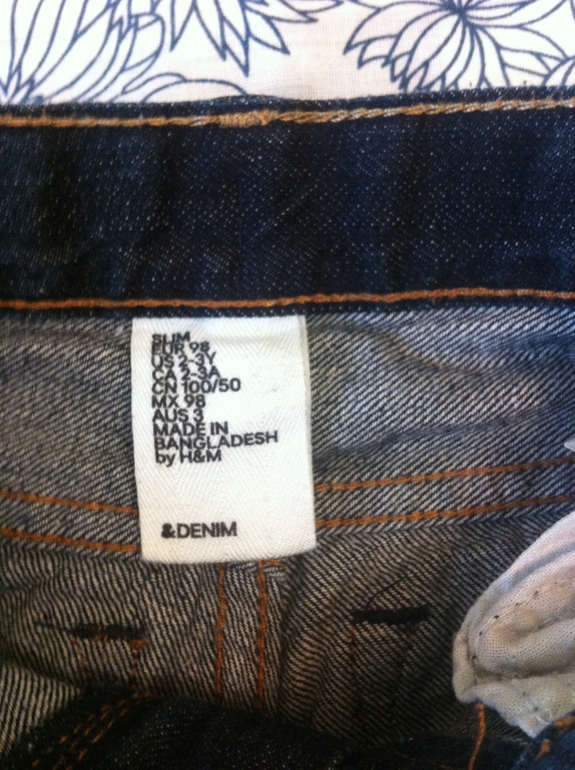 SLIM
EUR 98
US 2-3Y
CA 2-3A
CN 100/50
MX 98
AUS 3
MADE IN
BANGLADESH
by H&M
&DENIM